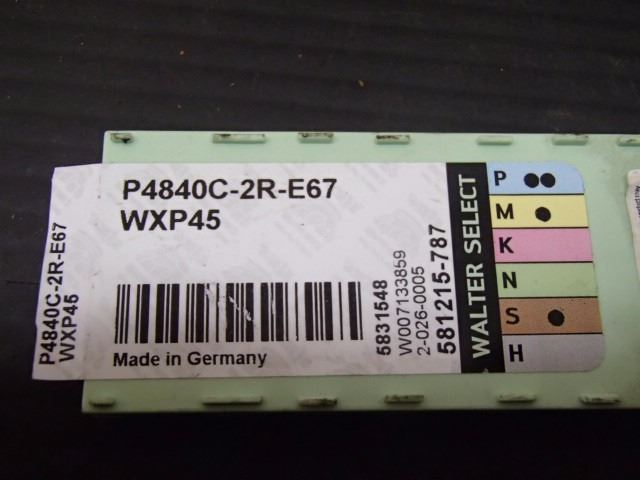 P4840C-2R-E67
WXP45
Made in Germany
5831548
W007133859
2-026-0005
581215-787
WALTER SELECT
P
M
K
N
S
H
P4840C-2R-E67
WXP45